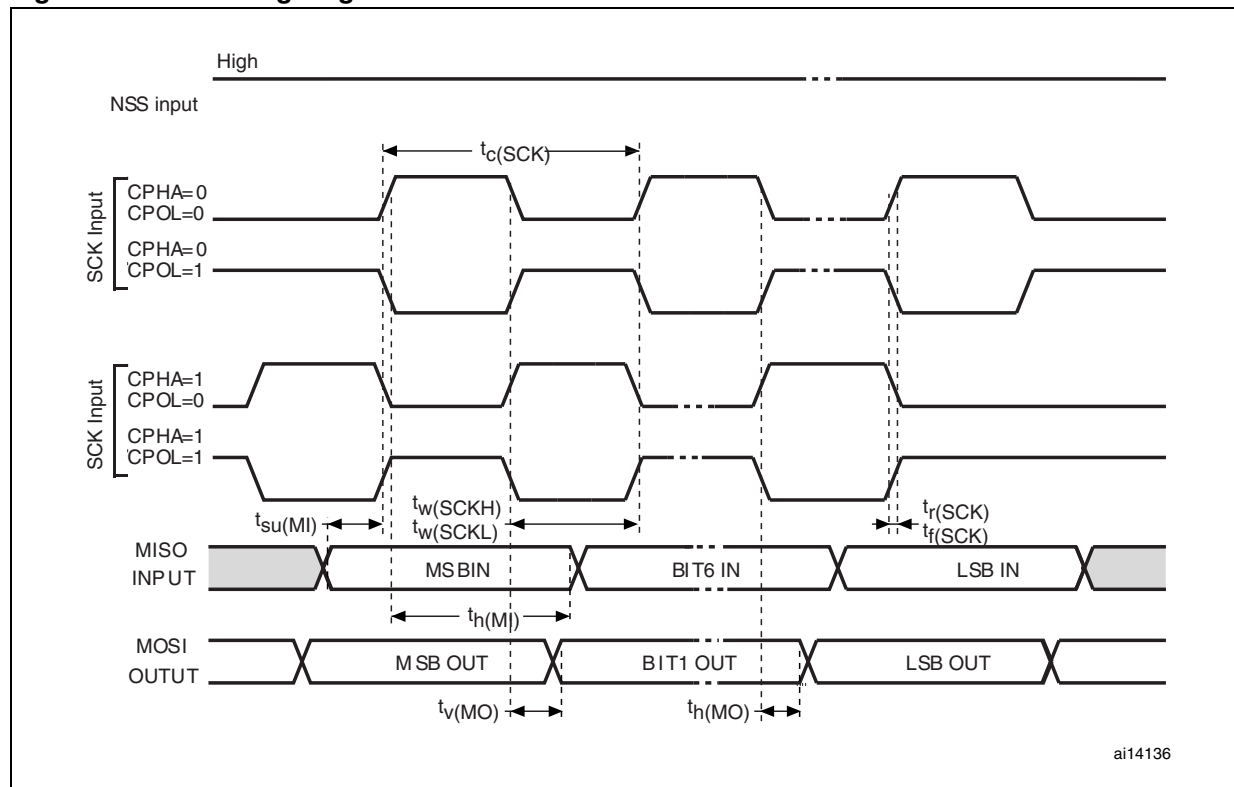 High
NSS input
tc(SCK)
SCK Input
CPHA=0
CPOL=0
CPHA=0
CPOL=1
SCK Input
CPHA=1
CPOL=0
CPHA=1
CPOL=1
tsu(MI)
tw(SCKH)
tw(SCKL)
tr(SCK)
tf(SCK)
MISO
INPUT
MSBIN
BIT6 IN
LSB IN
th(MI)
MOSI
OUTUT
MSB OUT
BIT1 OUT
LSB OUT
tv(MO)
th(MO)
ai14136